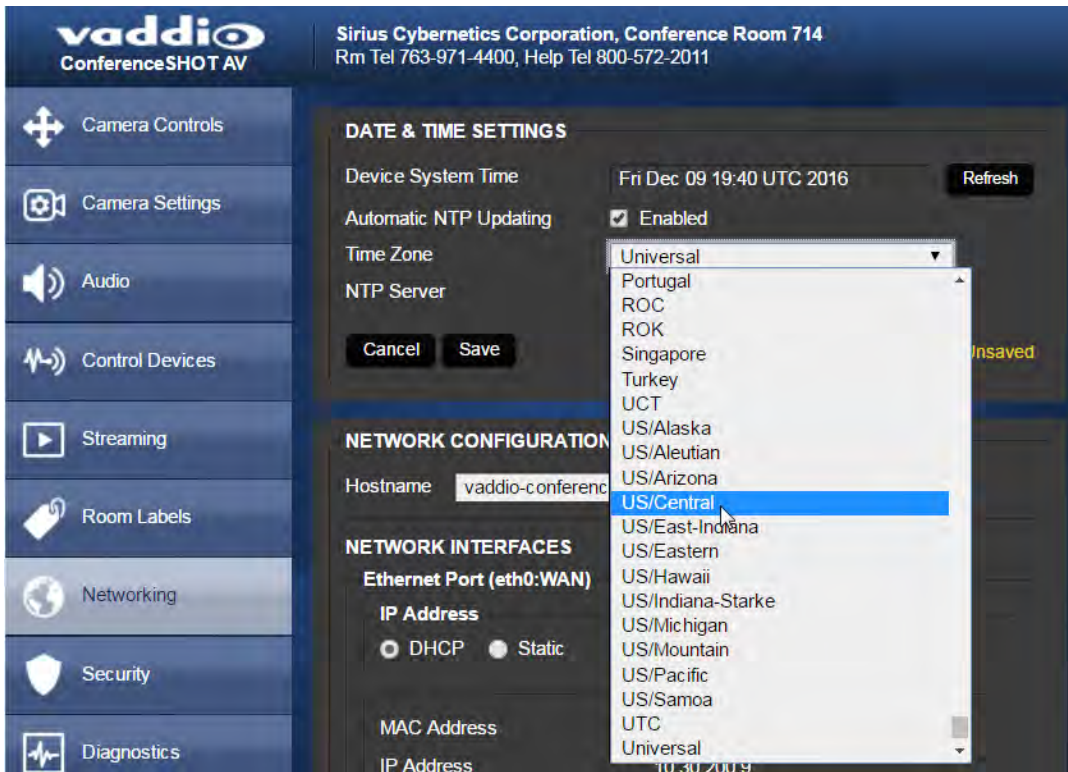 vaddio
ConferenceSHOT AV
Sirius Cybernetics Corporation, Conference Room 714
Rm Tel 763-971-4400, Help Tel 800-572-2011
Camera Controls
Camera Settings
Audio
Control Devices
Streaming
Room Labels
Networking
Security
Diagnostics
DATE & TIME SETTINGS
Device System Time Fri Dec 09 19:40 UTC 2016 Refresh
Automatic NTP Updating Enabled
Time Zone Universal
NTP Server
Cancel Save
Portugal
ROC
ROK
Singapore
Turkey
UCT
US/Alaska
US/Aleutian
US/Arizona
US/Central
US/East-Indiana
US/Eastern
US/Hawaii
US/Indiana-Starke
US/Michigan
US/Mountain
US/Pacific
US/Samoa
UTC
Universal
NETWORK CONFIGURATION
Hostname vaddio-conferenc
NETWORK INTERFACES
Ethernet Port (eth0:WAN)
IP Address
DHCP Static
MAC Address
IP Address